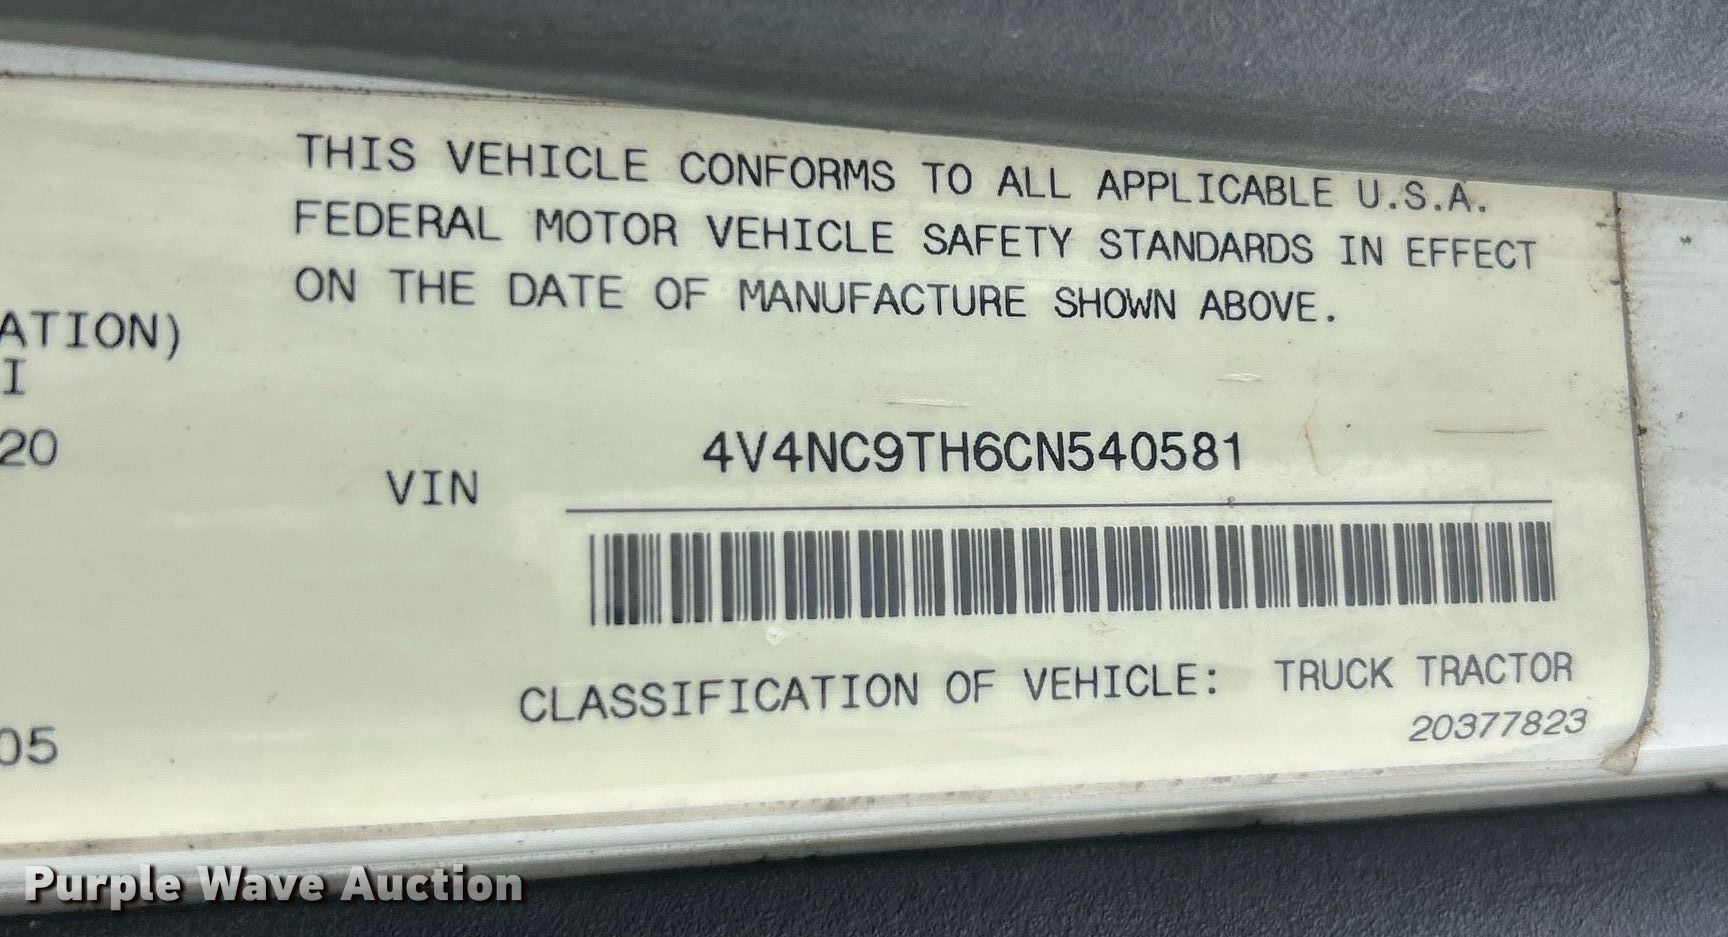 THIS VEHICLE CONFORMS TO ALL APPLICABLE U.S.A.
FEDERAL MOTOR VEHICLE SAFETY STANDARDS IN EFFECT
ON THE DATE OF MANUFACTURE SHOWN ABOVE.
ATION)
I
20
4V4NC9TH6CN540581
VIN
CLASSIFICATION OF VEHICLE: TRUCK TRACTOR
20377823
05
Purple Wave Auction